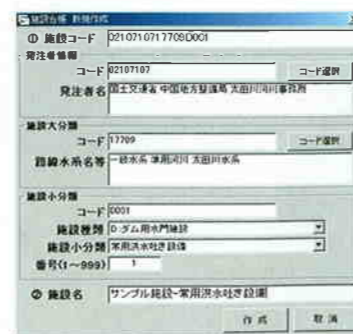 施設台帳 新規作成
① 施設コード 0210710717709D001
発注者情報
コード 02107107 コード選択
発注者名 国土交通省 中国地方整備局 太田川河川事務所
施設大分類
コード 17709 コード選択
路線水系名等 一級水系 準用河川 太田川水系
施設小分類
コード D001
施設種類 D:ダム用水門施設
施設小分類 常用洪水吐き設備
番号(1～999) 1
② 施設名 サンプル施設-常用洪水吐き設備
作成 取消